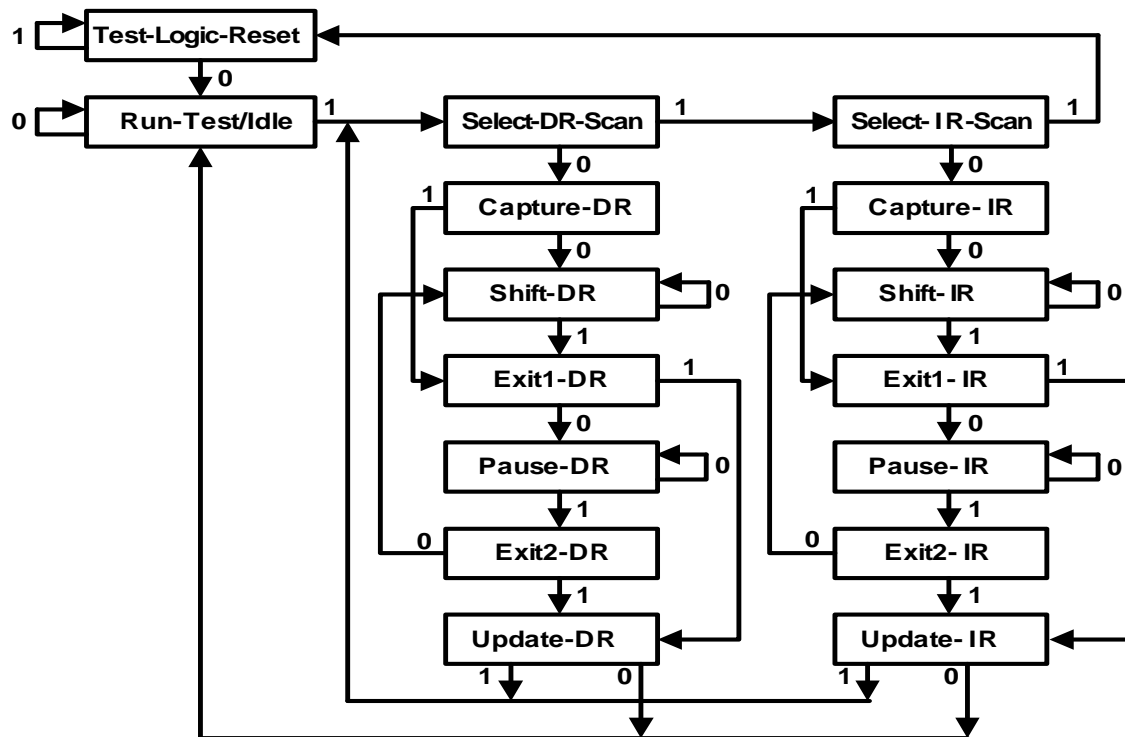 Test-Logic-Reset
1
0
Run-Test/Idle
0
1
Select-DR-Scan
1
Select-IR-Scan
1
0
0
1
Capture-DR
1
Capture-IR
0
0
Shift-DR
0
Shift-IR
0
1
1
Exit1-DR
1
Exit1-IR
1
0
0
Pause-DR
0
Pause-IR
0
1
1
0
Exit2-DR
0
Exit2-IR
1
1
Update-DR
Update-IR
1
0
1
0